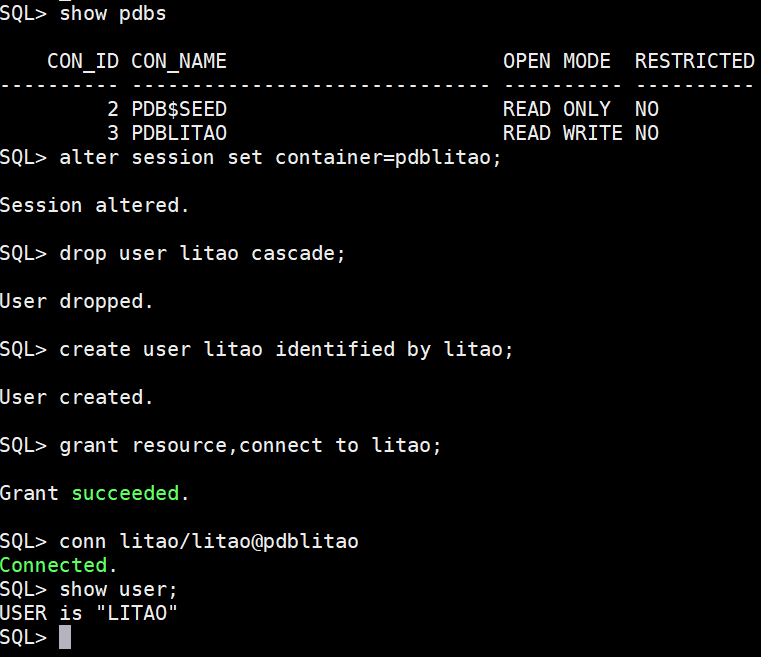 SQL> show pdbs
    CON_ID CON_NAME                       OPEN MODE  RESTRICTED
---------- ------------------------------ ---------- ----------
         2 PDB$SEED                       READ ONLY  NO
         3 PDBLITAO                       READ WRITE NO
SQL> alter session set container=pdblitao;
Session altered.
SQL> drop user litao cascade;
User dropped.
SQL> create user litao identified by litao;
User created.
SQL> grant resource,connect to litao;
Grant succeeded.
SQL> conn litao/litao@pdblitao
Connected.
SQL> show user;
USER is "LITAO"
SQL>